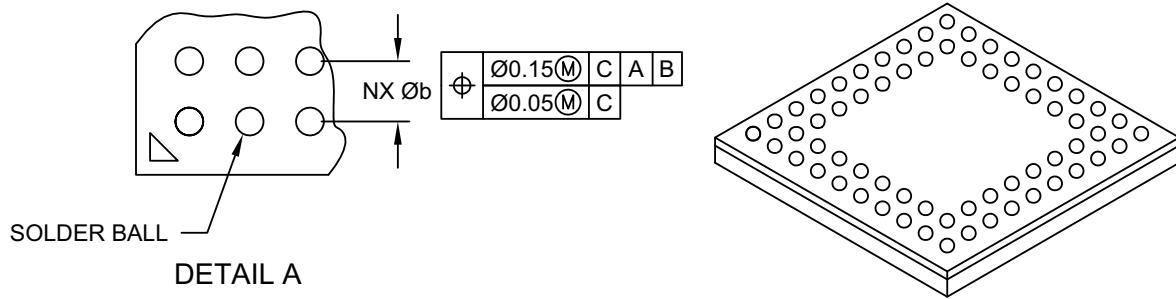 NX Øb
Ø0.15Ⓜ C A B
Ø0.05Ⓜ C
SOLDER BALL
DETAIL A